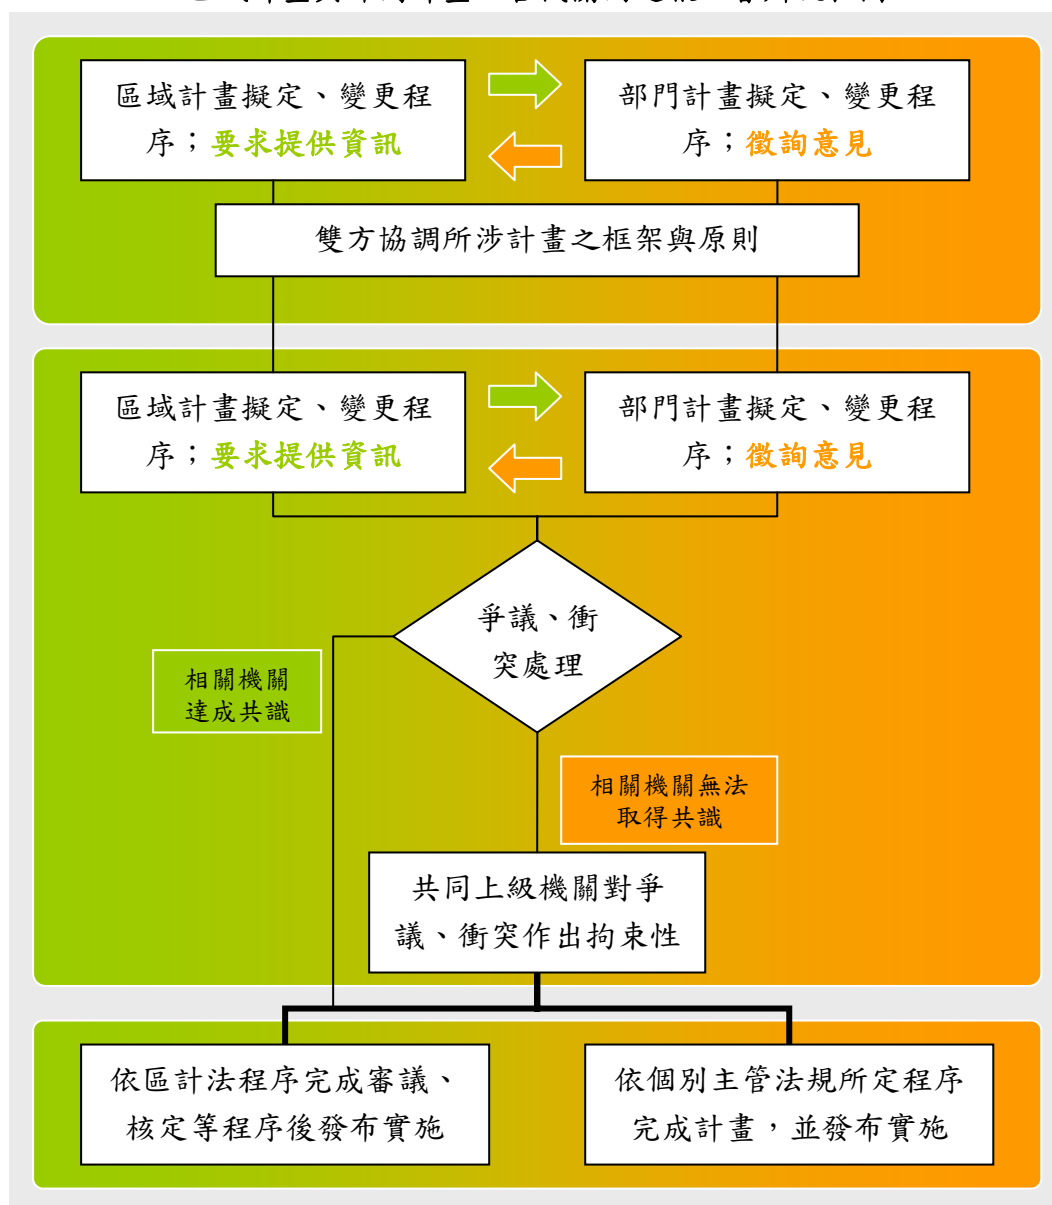 區域計畫擬定、變更程
序；要求提供資訊
部門計畫擬定、變更程
序；徵詢意見
雙方協調所涉計畫之框架與原則
區域計畫擬定、變更程
序；要求提供資訊
部門計畫擬定、變更程
序；徵詢意見
爭議、衝
突處理
相關機關
達成共識
相關機關無法
取得共識
共同上級機關對爭
議、衝突作出拘束性
依區計法程序完成審議、
核定等程序後發布實施
依個別主管法規所定程序
完成計畫，並發布實施